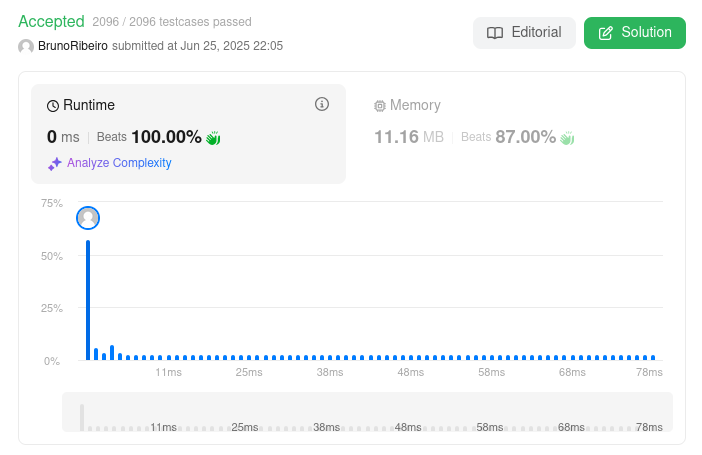 Accepted 2096 / 2096 testcases passed
BrunoRibeiro submitted at Jun 25, 2025 22:05
Editorial
Solution
Runtime
0 ms | Beats 100.00%
Analyze Complexity
Memory
11.16 MB | Beats 87.00%
75%
50%
25%
0%
11ms 25ms 38ms 48ms 58ms 68ms 78ms
11ms 25ms 38ms 48ms 58ms 68ms 78ms